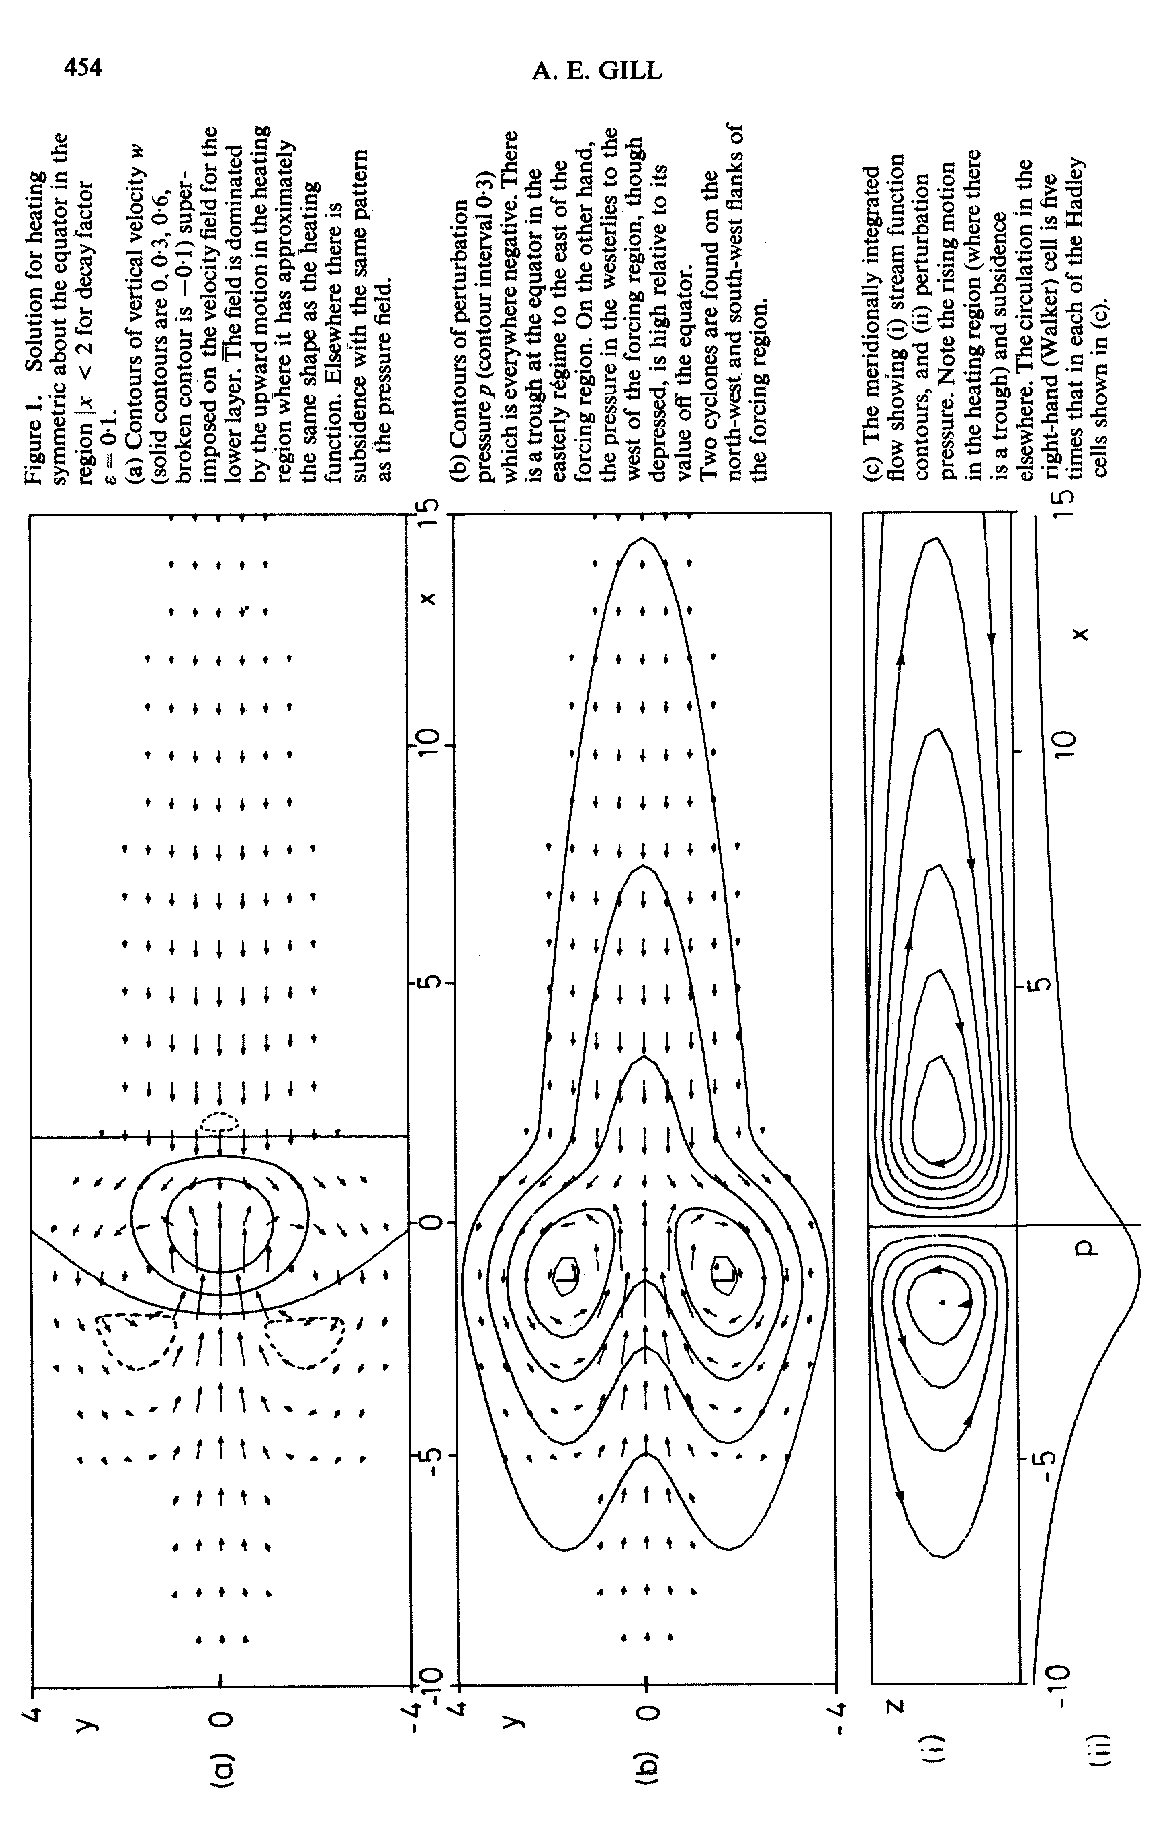 454
A. E. GILL
Figure 1. Solution for heating
symmetric about the equator in the
region |x < 2 for decay factor
ε = 0·1.
(a) Contours of vertical velocity w
(solid contours are 0, 0·3, 0·6,
broken contour is −0·1) super-
imposed on the velocity field for the
lower layer. The field is dominated
by the upward motion in the heating
region where it has approximately
the same shape as the heating
function. Elsewhere there is
subsidence with the same pattern
as the pressure field.
(b) Contours of perturbation
pressure p (contour interval 0·3)
which is everywhere negative. There
is a trough at the equator in the
easterly régime to the east of the
forcing region. On the other hand,
the pressure in the westerlies to the
west of the forcing region, though
depressed, is high relative to its
value off the equator.
Two cyclones are found on the
north-west and south-west flanks of
the forcing region.
(c) The meridionally integrated
flow showing (i) stream function
contours, and (ii) perturbation
pressure. Note the rising motion
in the heating region (where there
is a trough) and subsidence
elsewhere. The circulation in the
right-hand (Walker) cell is five
times that in each of the Hadley
cells shown in (c).
4
y
(a) 0
-4
-10
-5
0
5
10
x
15
4
y
(b) 0
-4
L
L
z
(i)
(ii)
-10
-5
p
5
10
x
15